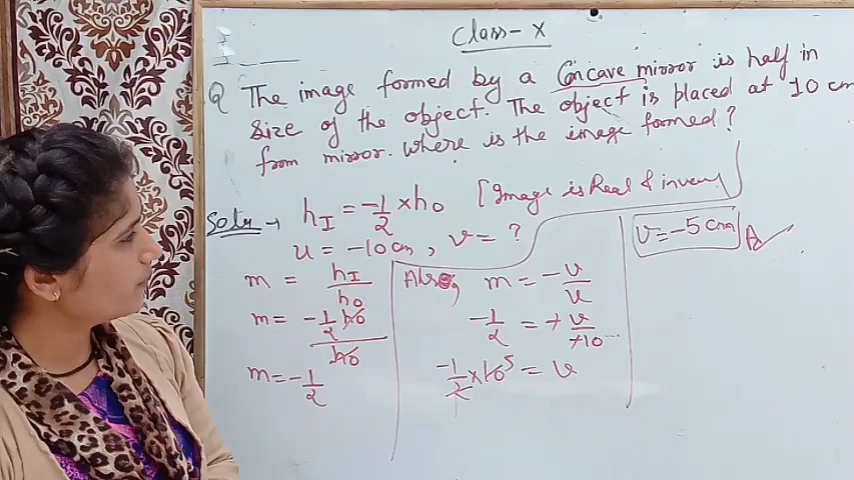 Class - X
Q The image formed by a Concave mirror is half in
size of the object. The object is placed at 10 cm
from mirror. Where is the image formed?
Soln → hI = -1/2 × ho [Image is Real & inver
u = -10 cm, v = ?
m = hI/ho
m = -1/2 ho / ho
m = -1/2
Also, m = -v/u
-1/2 = +v/+10
-1/2 × 10 5 = v
v = -5 cm A